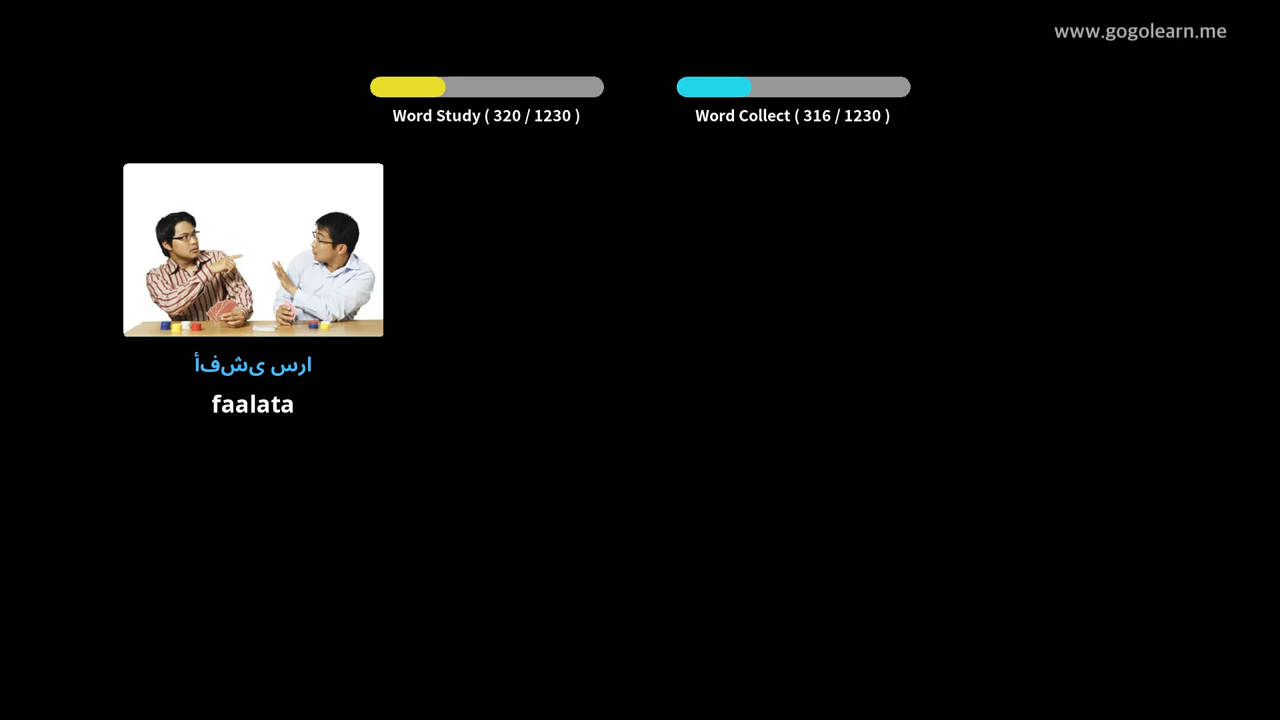 www.gogolearn.me
Word Study ( 320 / 1230 )
Word Collect ( 316 / 1230 )
ارس ىشفأ
faalata